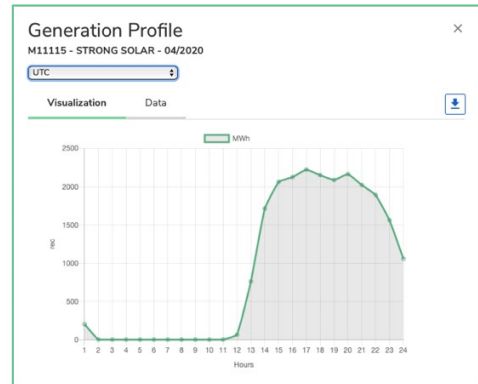 Generation Profile
M11115 - STRONG SOLAR - 04/2020
UTC
Visualization Data
MWh
2500
2000
1500
1000
500
0
rec
1 2 3 4 5 6 7 8 9 10 11 12 13 14 15 16 17 18 19 20 21 22 23 24
Hours